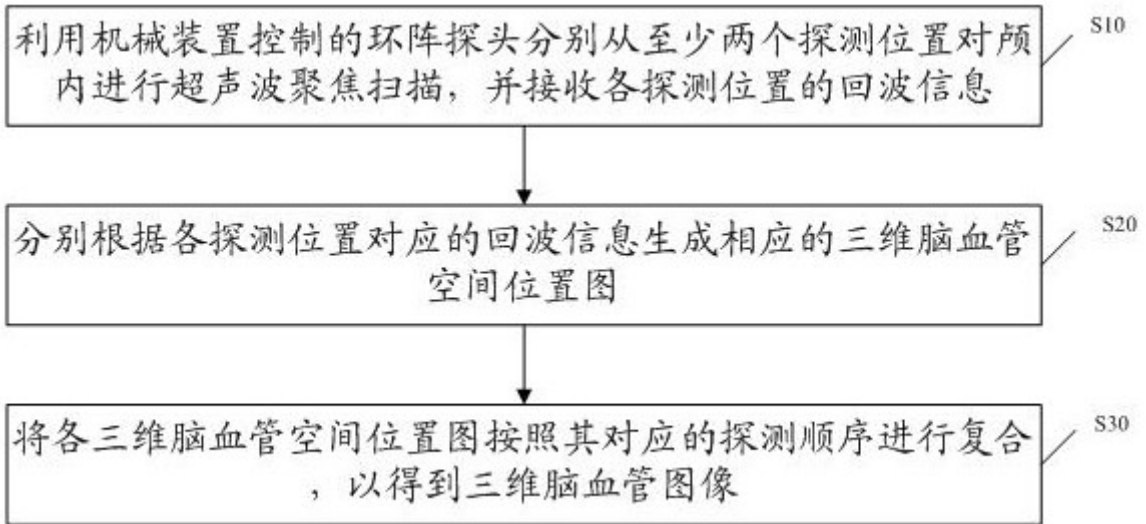 利用机械装置控制的环阵探头分别从至少两个探测位置对颅
内进行超声波聚焦扫描，并接收各探测位置的回波信息
S10
分别根据各探测位置对应的回波信息生成相应的三维脑血管
空间位置图
S20
将各三维脑血管空间位置图按照其对应的探测顺序进行复合
，以得到三维脑血管图像
S30